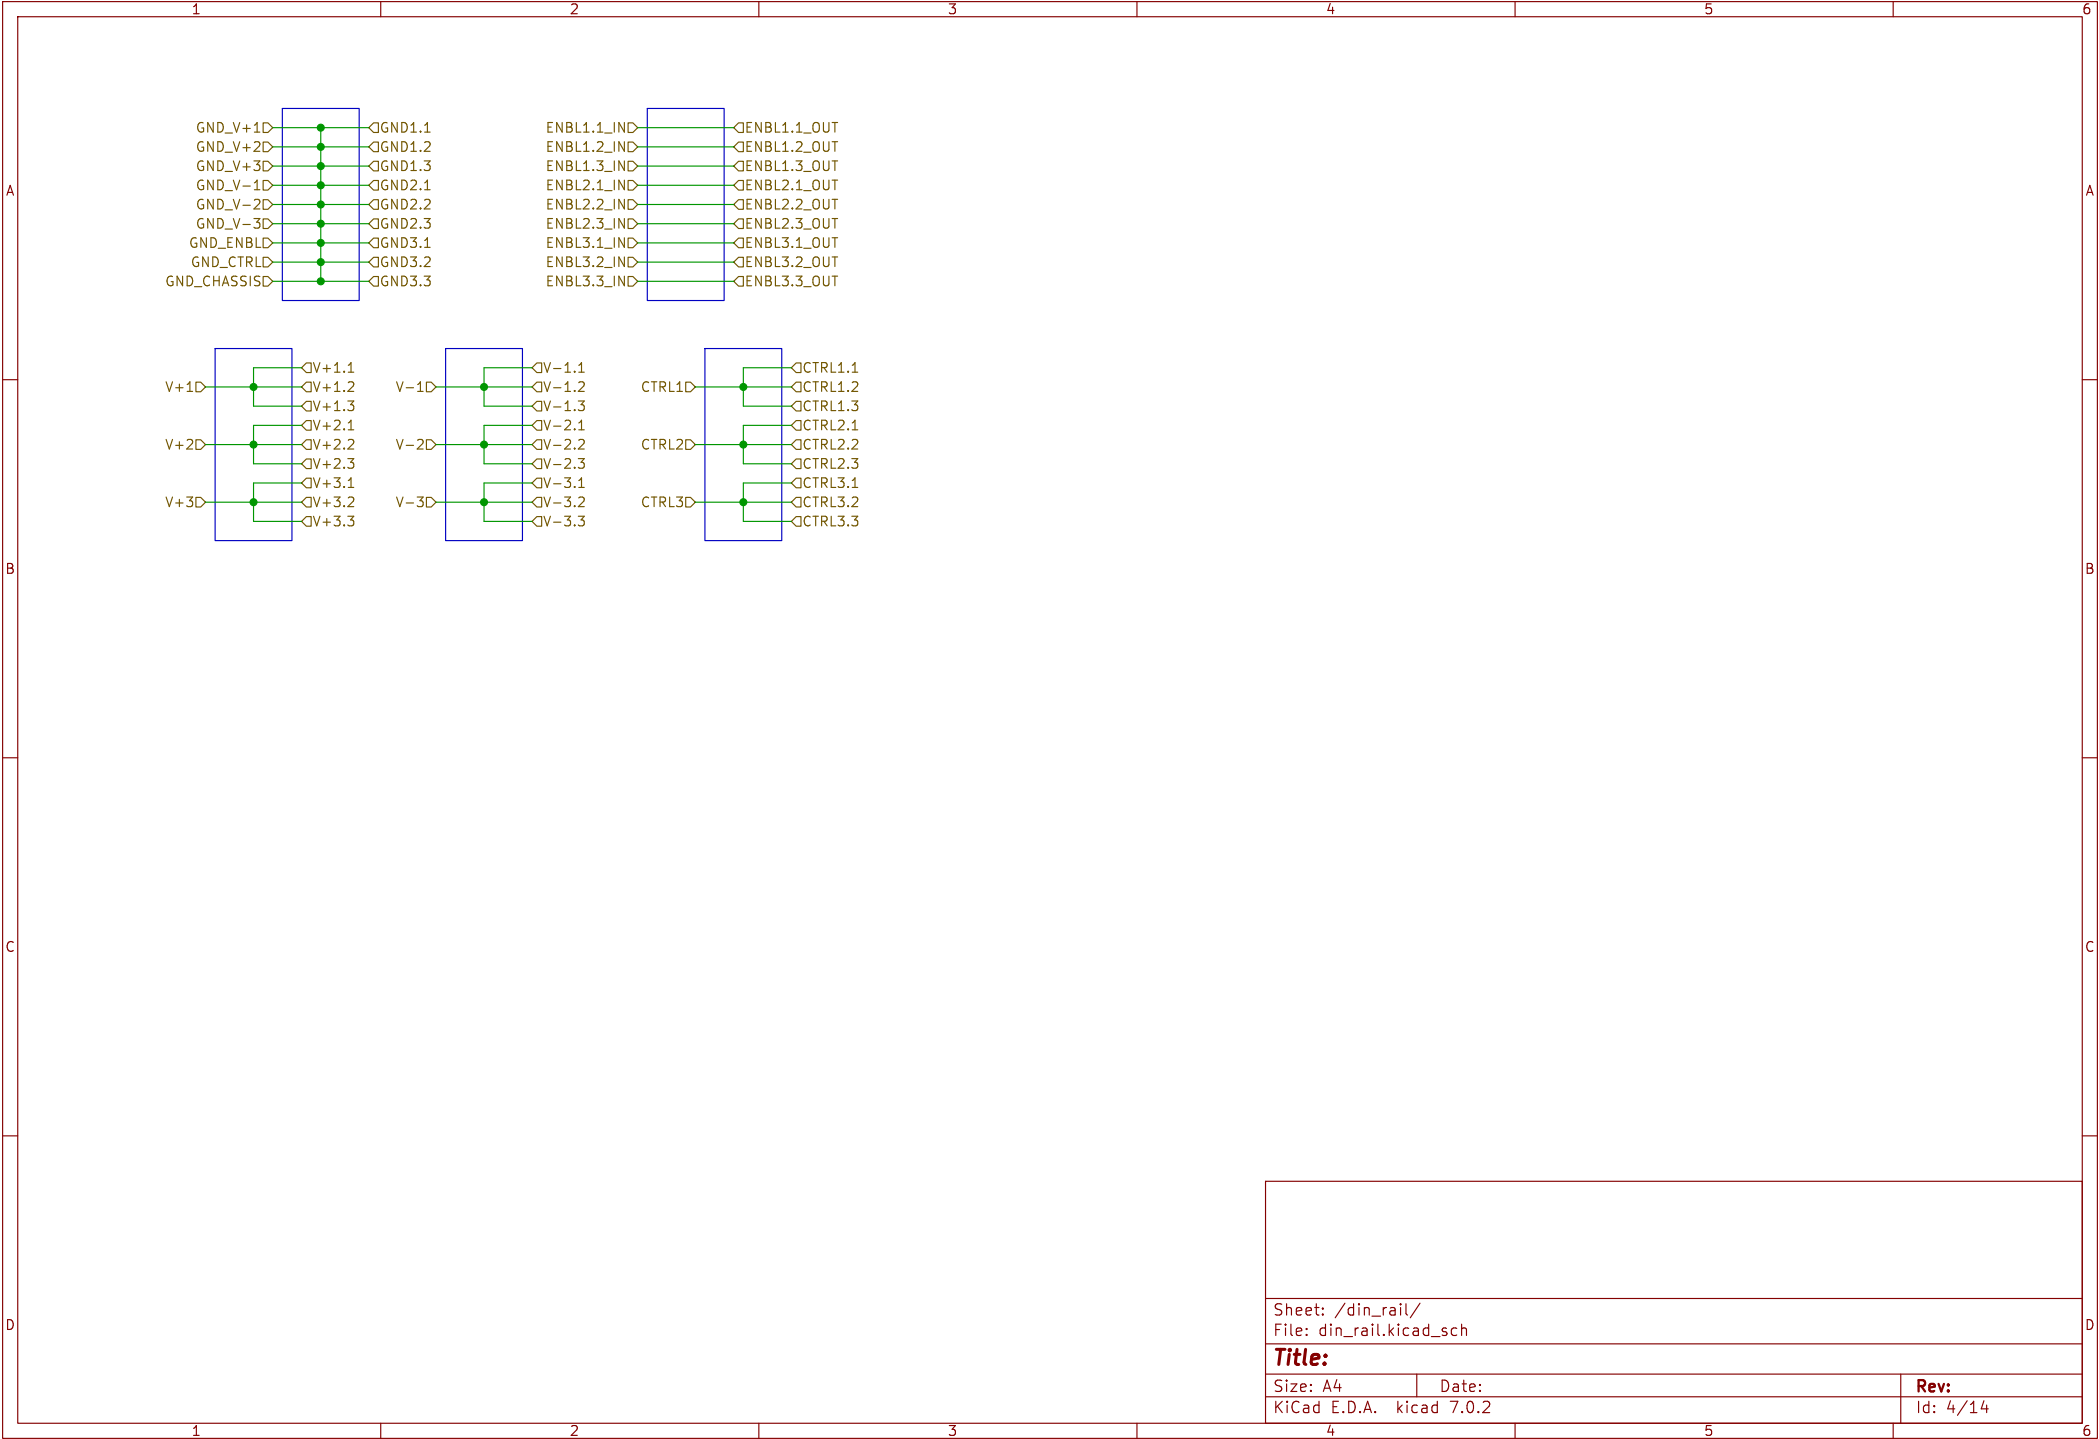 1 2 3 4 5 6
GND_V+1 GND1.1 ENBL1.1_IN ENBL1.1_OUT
GND_V+2 GND1.2 ENBL1.2_IN ENBL1.2_OUT
GND_V+3 GND1.3 ENBL1.3_IN ENBL1.3_OUT
A GND_V-1 GND2.1 ENBL2.1_IN ENBL2.1_OUT A
GND_V-2 GND2.2 ENBL2.2_IN ENBL2.2_OUT
GND_V-3 GND2.3 ENBL2.3_IN ENBL2.3_OUT
GND_ENBL GND3.1 ENBL3.1_IN ENBL3.1_OUT
GND_CTRL GND3.2 ENBL3.2_IN ENBL3.2_OUT
GND_CHASSIS GND3.3 ENBL3.3_IN ENBL3.3_OUT
V+1.1 V-1.1 CTRL1.1
V+1 V+1.2 V-1 V-1.2 CTRL1 CTRL1.2
V+1.3 V-1.3 CTRL1.3
V+2.1 V-2.1 CTRL2.1
V+2 V+2.2 V-2 V-2.2 CTRL2 CTRL2.2
V+2.3 V-2.3 CTRL2.3
V+3.1 V-3.1 CTRL3.1
V+3 V+3.2 V-3 V-3.2 CTRL3 CTRL3.2
V+3.3 V-3.3 CTRL3.3
B B
C C
Sheet: /din_rail/
D File: din_rail.kicad_sch D
Title:
Size: A4 Date: Rev:
KiCad E.D.A. kicad 7.0.2 Id: 4/14
1 2 3 4 5 6